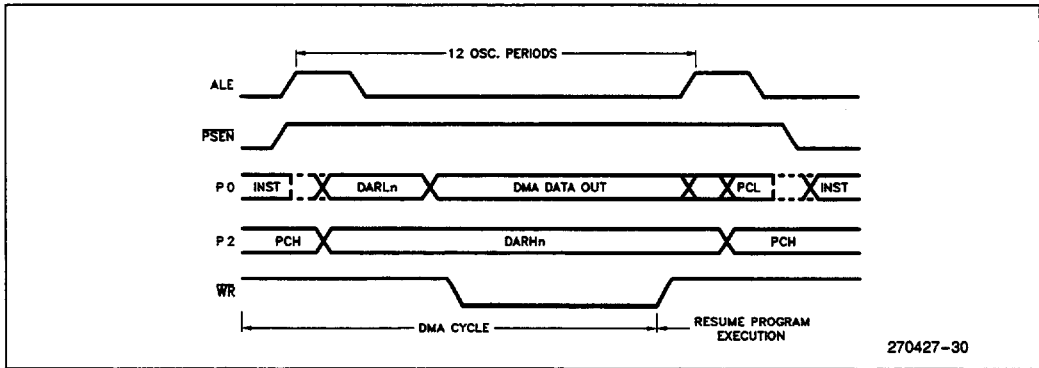 12 OSC. PERIODS
ALE
PSEN
P0 INST DARLn DMA DATA OUT PCL INST
P2 PCH DARHn PCH
WR
DMA CYCLE RESUME PROGRAM
EXECUTION
270427-30